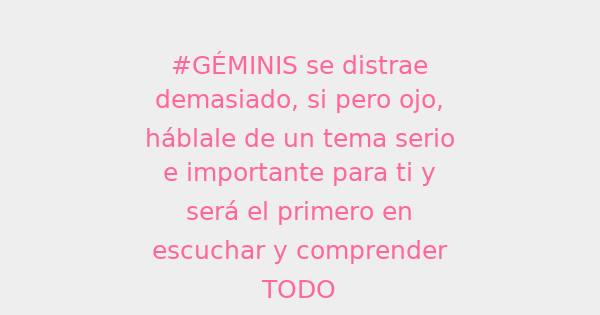 #GÉMINIS se distrae
demasiado, si pero ojo,
háblale de un tema serio
e importante para ti y
será el primero en
escuchar y comprender
TODO